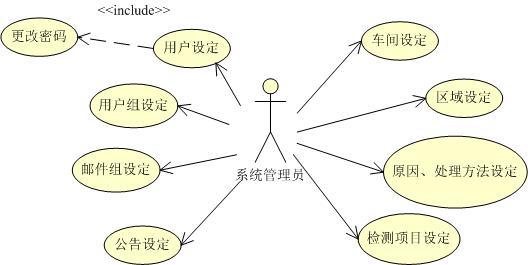 <<include>>
更改密码
用户设定
车间设定
用户组设定
区域设定
邮件组设定
系统管理员
原因、处理方法设定
公告设定
检测项目设定